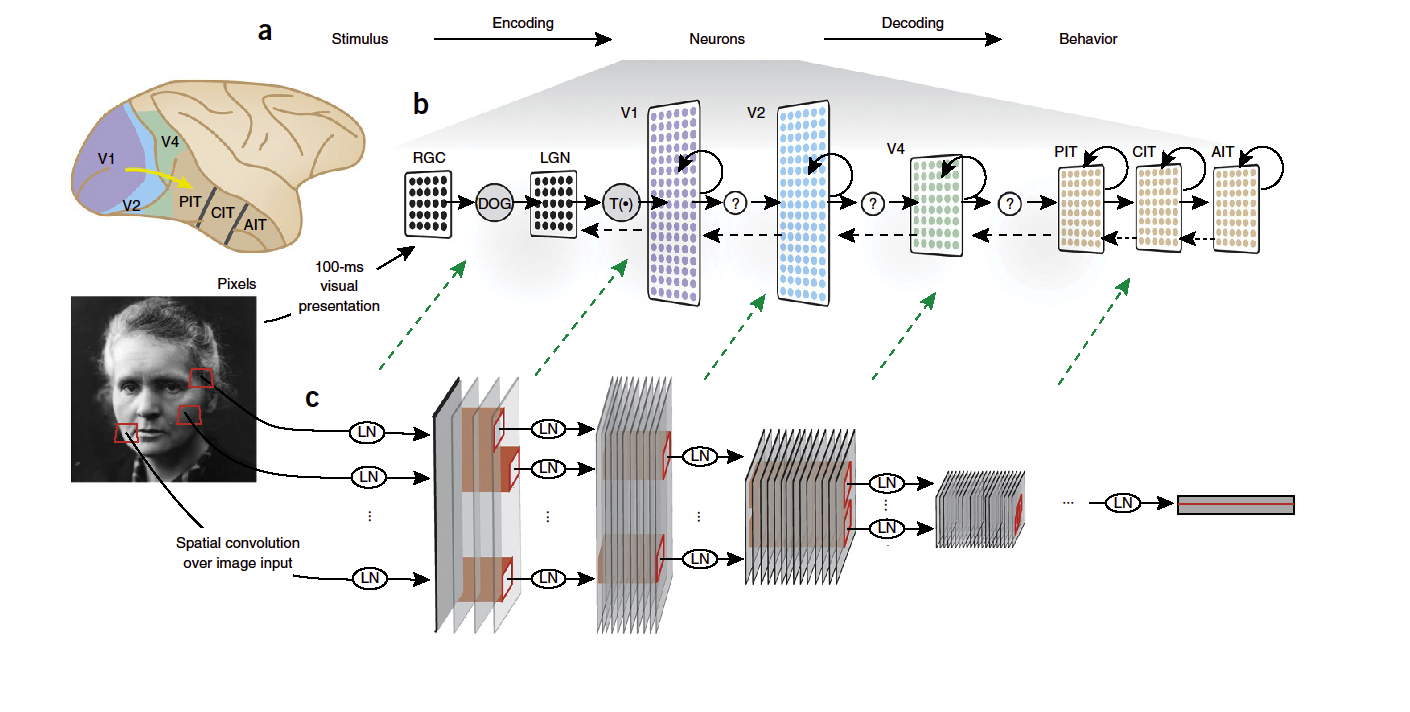 a
Stimulus
Encoding
Neurons
Decoding
Behavior
b
V1
V2
V4
PIT
CIT
AIT
RGC
DOG
LGN
T(•)
V1
V2
?
?
V4
?
PIT
CIT
AIT
100-ms
visual
presentation
Pixels
c
LN
LN
⋮
LN
LN
LN
⋮
LN
LN
⋮
LN
LN
⋮
LN
...
LN
Spatial convolution
over image input